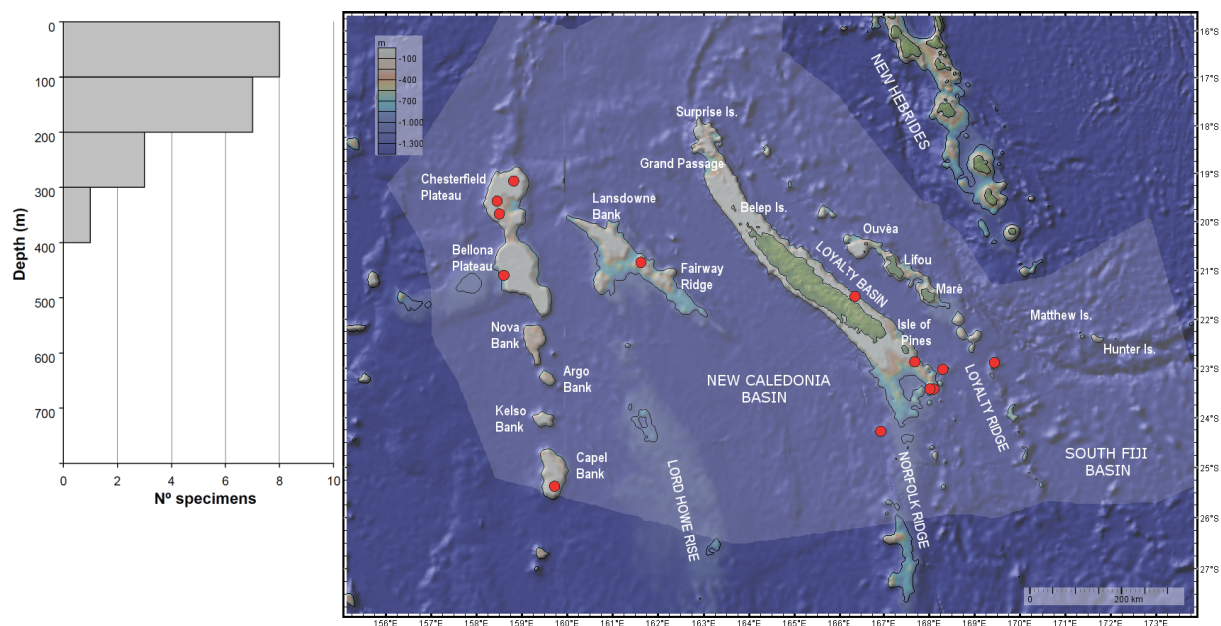 0
100
200
300
400
500
600
700
Depth (m)
0
2
4
6
8
10
Nº specimens
m
-100
-400
-700
-1.000
-1.300
Surprise Is.
Grand Passage
Belep Is.
Chesterfield
Plateau
Lansdowne
Bank
Bellona
Plateau
Fairway
Ridge
Nova
Bank
Argo
Bank
Kelso
Bank
Capel
Bank
NEW HEBRIDES
Ouvèa
Lifou
Maré
LOYALTY BASIN
Isle of
Pines
Matthew Is.
Hunter Is.
NEW CALEDONIA
BASIN
LOYALTY RIDGE
SOUTH FIJI
BASIN
NORFOLK RIDGE
LORD HOWE RISE
200 km
16°S
17°S
18°S
19°S
20°S
21°S
22°S
23°S
24°S
25°S
26°S
27°S
156°E
157°E
158°E
159°E
160°E
161°E
162°E
163°E
164°E
165°E
166°E
167°E
168°E
169°E
170°E
171°E
172°E
173°E